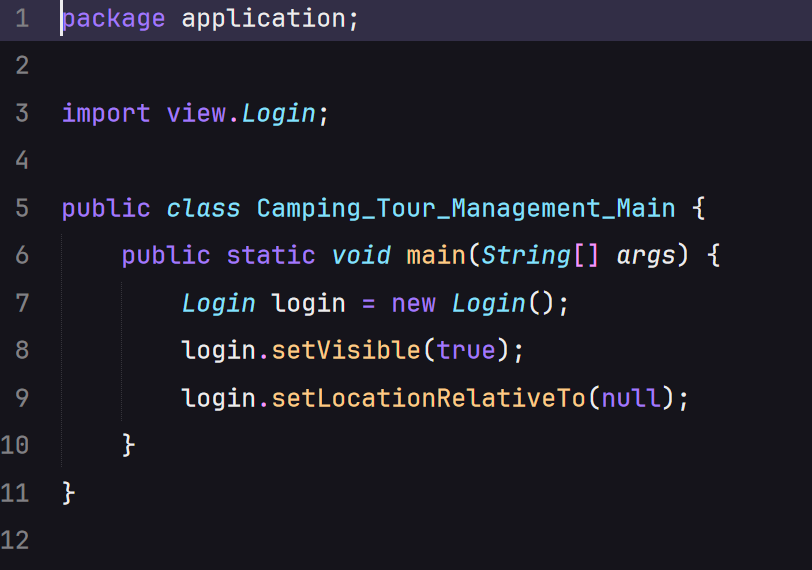 1 package application;
2
3 import view.Login;
4
5 public class Camping_Tour_Management_Main {
6     public static void main(String[] args) {
7         Login login = new Login();
8         login.setVisible(true);
9         login.setLocationRelativeTo(null);
10     }
11 }
12